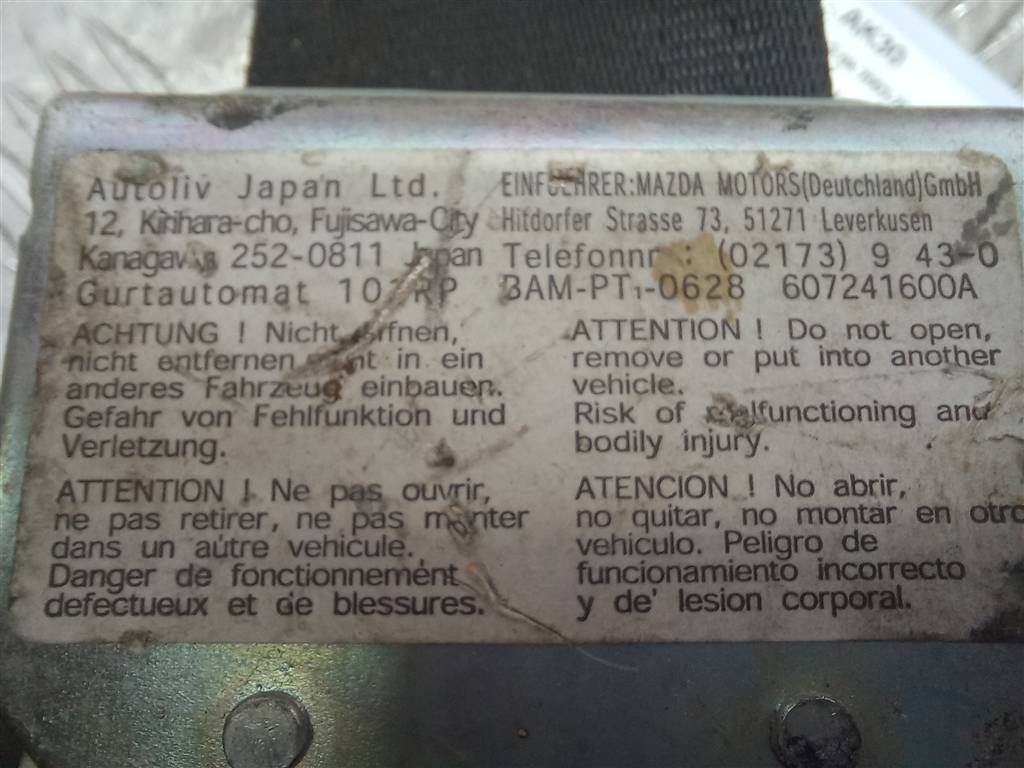 AK30
Autoliv Japan Ltd.
12, Kirihara-cho, Fujisawa-City
252-0811 Japan
Gurtautomat
EINFUEHRER:MAZDA MOTORS(Deutchland)GmbH
Hitdorfer Strasse 73, 51271 Leverkusen
Telefonnr. : (02173) 9 43-0
BAM-PT1-0628 607241600A
ACHTUNG ! Nicht öffnen,
nicht entfernen, nicht in ein
anderes Fahrzeug einbauen.
Gefahr von Fehlfunktion und
Verletzung.
ATTENTION ! Do not open,
remove or put into another
vehicle.
Risk of malfunctioning and
bodily injury.
ATTENTION ! Ne pas ouvrir,
ne pas retirer, ne pas monter
dans un autre vehicule.
Danger de fonctionnement
defectueux et de blessures.
ATENCION ! No abrir,
no quitar, no montar en otro
vehiculo. Peligro de
funcionamiento incorrecto
y de' lesion corporal.